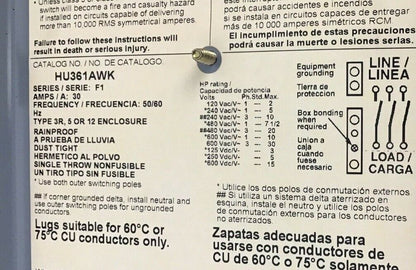 Unless class of
device will become a fire and casualty hazard
if installed on circuits capable of delivering
more than 10,000 RMS symmetrical amperes.
Failure to follow these instructions will
result in death or serious injury.
podrá causar accidentes e incendios
si se instala en circuitos capaces de entregar
más de 10 000 amperes simétricos RCM
El incumplimiento de estas precauciones
podrá causar la muerte o lesiones serias.
CATALOG NO. / NO. DE CATALOGO.
HU361AWK
SERIES / SERIE: F1
AMPS / A: 30
FREQUENCY / FRECUENCIA: 50/60
Hz
TYPE 3R, 5 OR 12 ENCLOSURE
RAINPROOF
A PRUEBA DE LLUVIA
DUST TIGHT
HERMETICO AL POLVO
SINGLE THROW NONFUSIBLE
UN TIRO TIPO SIN FUSIBLE
* Use both outer switching poles
HP rating /
Capacidad de potencia
Volts Ph. Std. Max.
120 Vac/V~ 1 - 2
*240 Vac/V~ 1 - 3
##240 Vac/V~ 3 - 10
*480 Vac/V~ 1 - 7 1/2
##480 Vac/V~ 3 - 20
*600 Vac/V~ 1 - 10
600 Vac/V~ 3 - 30
*125 Vdc/V= - 3
*250 Vdc/V= - 5
*600 Vdc/V= - 15
Equipment
grounding
Tierra de
protección
Box bonding
when
required
Union a
caja
cuando
fuese
necesario
LINE/
LINEA
LOAD/
CARGA
## If corner grounded delta, install neutral and
use outer switching poles for ungrounded
conductors.
Lugs suitable for 60°C or
75°C CU conductors only.
* Utilice los dos polos de conmutación externos
## Si utiliza un sistema delta aterrizado en
esquina, instale el neutro y utilice los polos
de conmutación externos para los conductores
no aterrizados.
Zapatas adecuadas para
usarse con conductores de
CU de 60°C o 75°C solamente